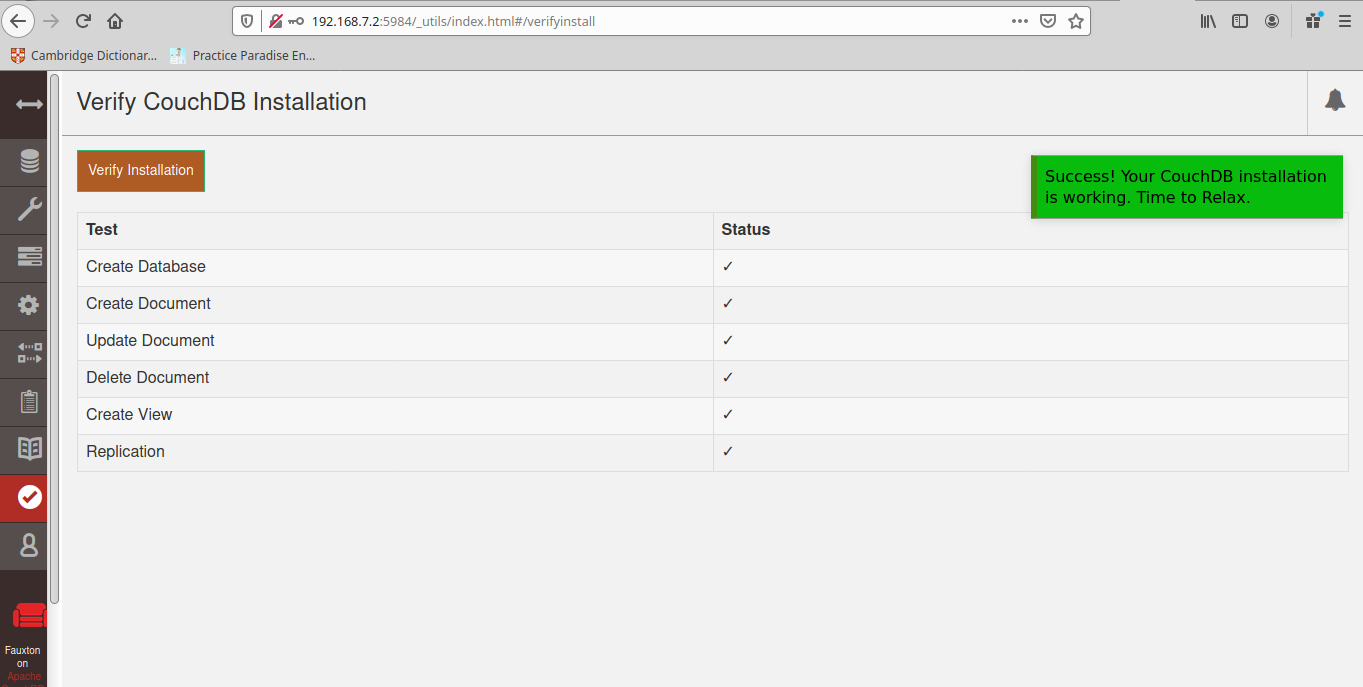 192.168.7.2:5984/_utils/index.html#/verifyinstall
Cambridge Dictionar... Practice Paradise En...
Verify CouchDB Installation
Verify Installation
Success! Your CouchDB installation
is working. Time to Relax.
Test Status
Create Database ✓
Create Document ✓
Update Document ✓
Delete Document ✓
Create View ✓
Replication ✓
Fauxton
on
Apache